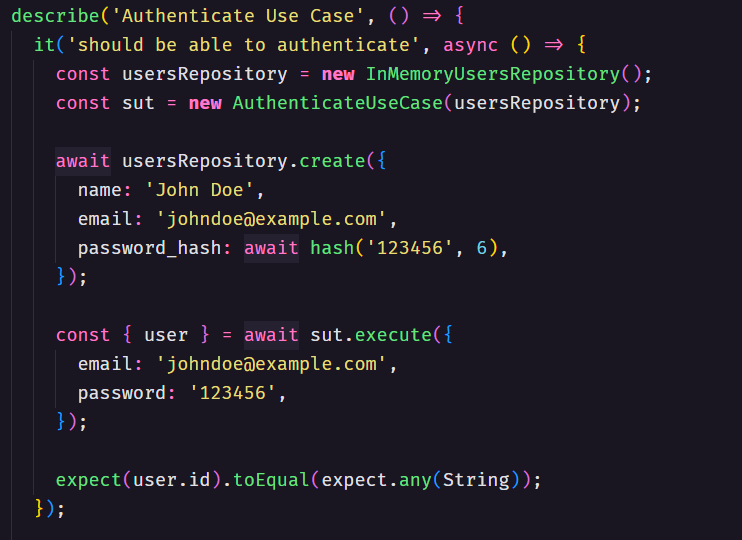 describe('Authenticate Use Case', () => {
  it('should be able to authenticate', async () => {
    const usersRepository = new InMemoryUsersRepository();
    const sut = new AuthenticateUseCase(usersRepository);

    await usersRepository.create({
      name: 'John Doe',
      email: 'johndoe@example.com',
      password_hash: await hash('123456', 6),
    });

    const { user } = await sut.execute({
      email: 'johndoe@example.com',
      password: '123456',
    });

    expect(user.id).toEqual(expect.any(String));
  });